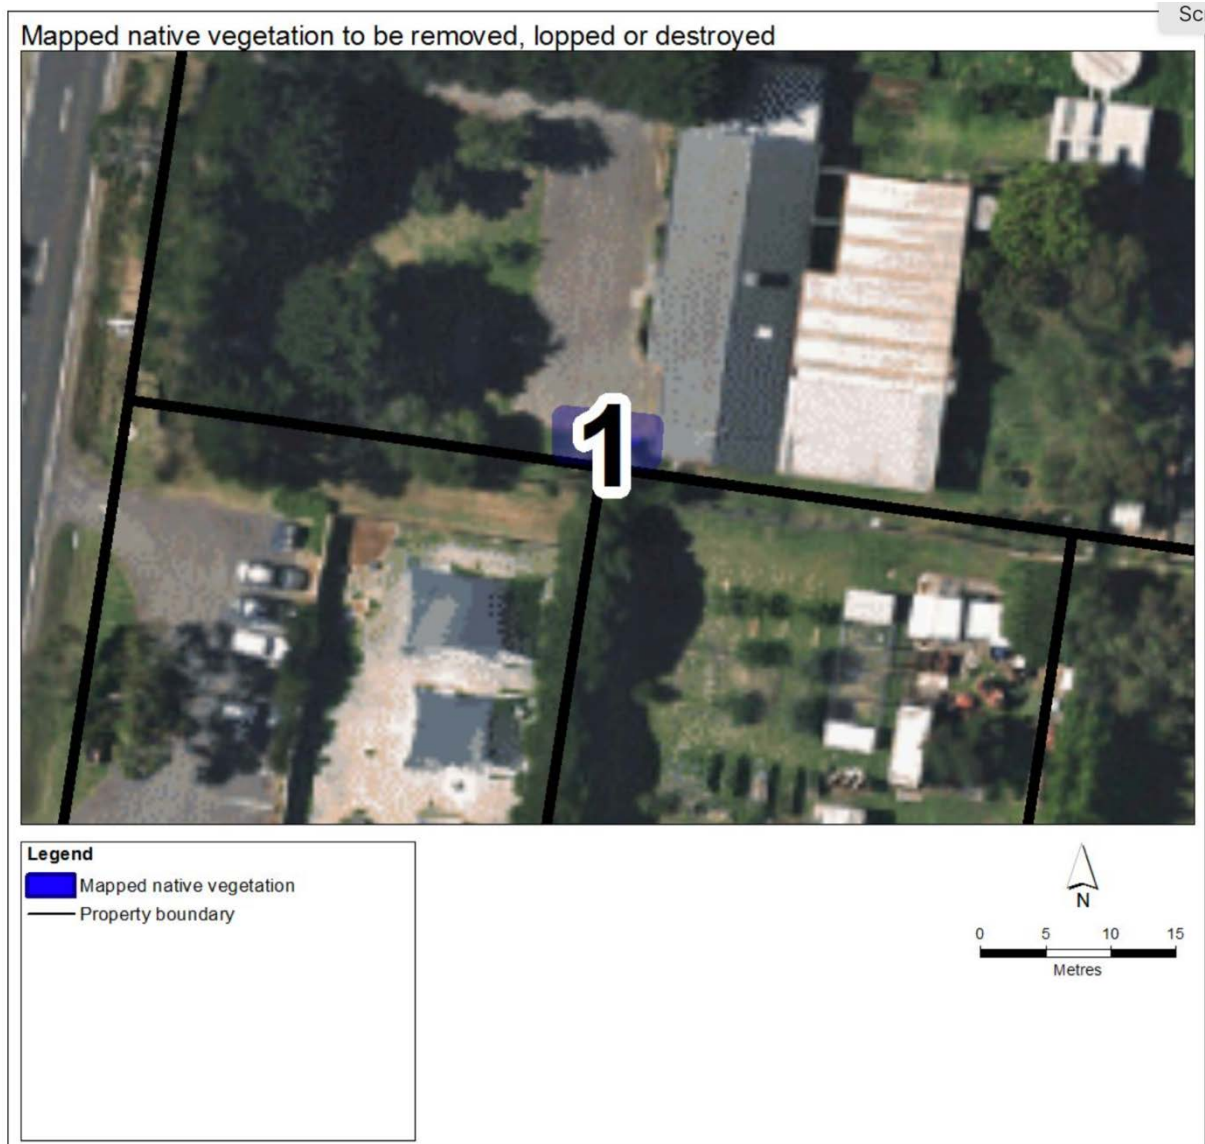 Sc
Mapped native vegetation to be removed, lopped or destroyed
1
Legend
Mapped native vegetation
Property boundary
N
0 5 10 15
Metres